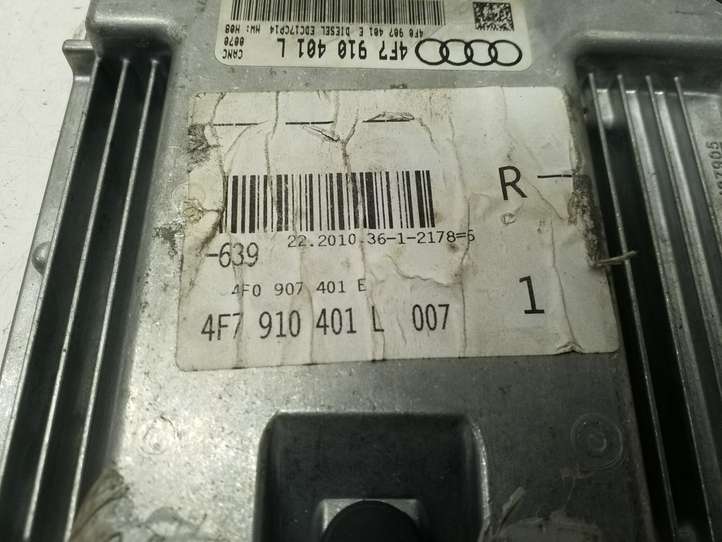 4F7 910 401 L
4F0 907 401 E DIESEL EDC17CP14 HW: H08
CANC
0070
R
22.2010.36-1-2178=6
-639
4F0 907 401 E
4F7 910 401 L 007
1